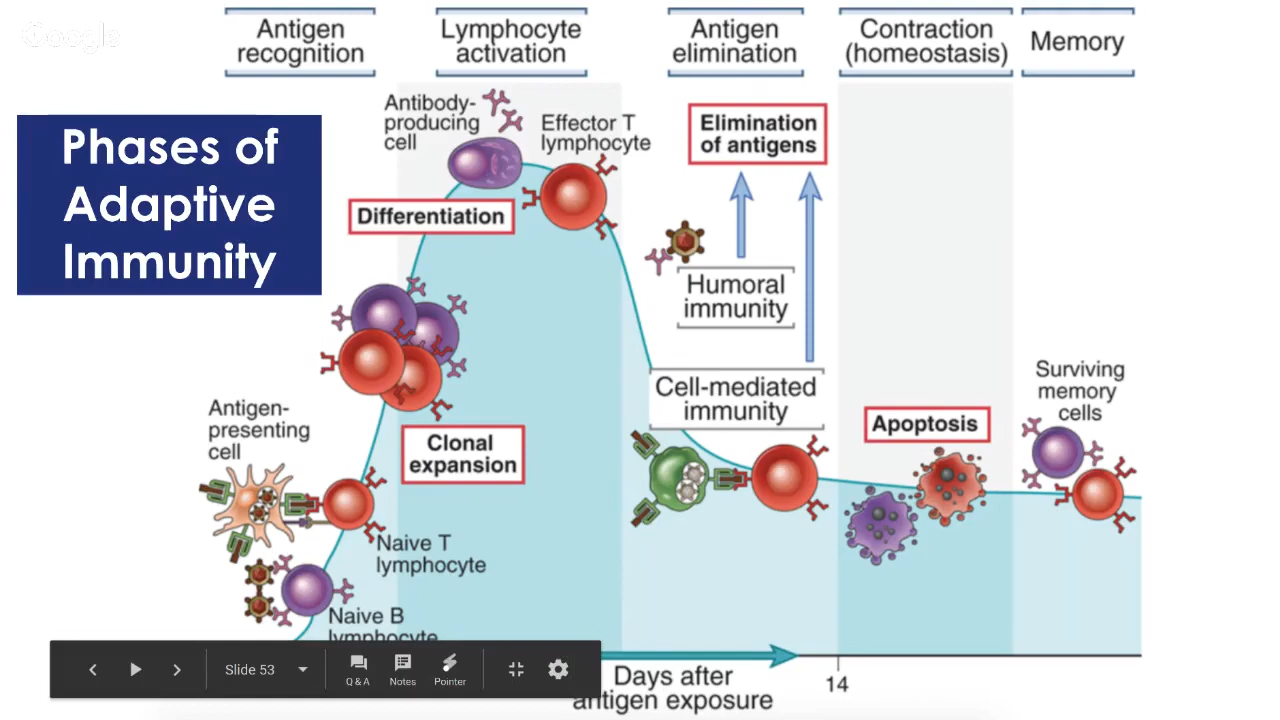 Google
Antigen
recognition
Lymphocyte
activation
Antigen
elimination
Contraction
(homeostasis)
Memory
Phases of
Adaptive
Immunity
Antibody-
producing
cell
Effector T
lymphocyte
Elimination
of antigens
Differentiation
Humoral
immunity
Cell-mediated
immunity
Surviving
memory
cells
Antigen-
presenting
cell
Clonal
expansion
Apoptosis
Naive T
lymphocyte
Naive B
lymphocyte
Slide 53
Q & A
Notes
Pointer
Days after
antigen exposure
14